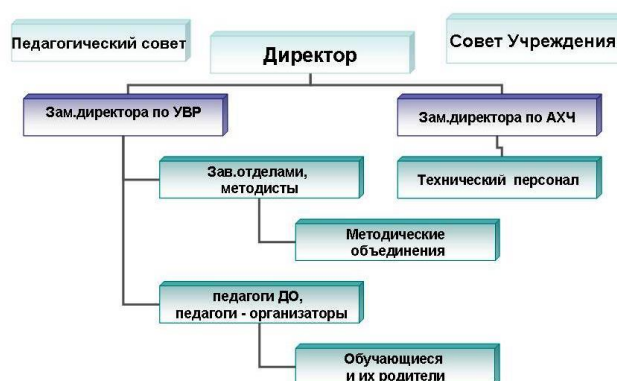 Педагогический совет
Директор
Совет Учреждения
Зам.директора по УВР
Зам.директора по АХЧ
Зав.отделами,
методисты
Технический персонал
Методические
объединения
педагоги ДО,
педагоги - организаторы
Обучающиеся
и их родители